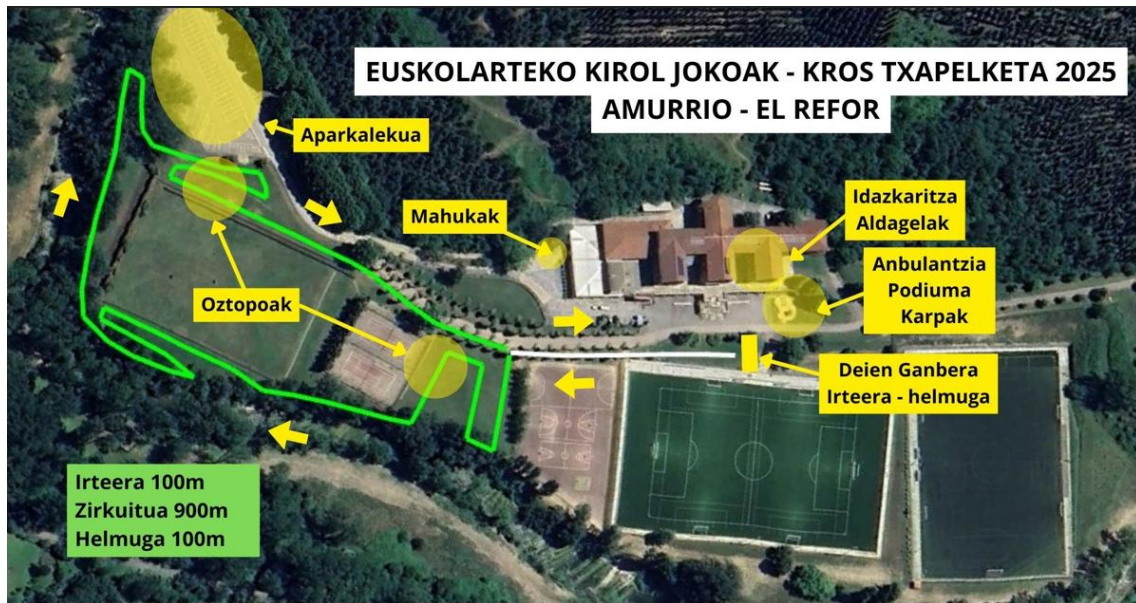 EUSKOLARTEKO KIROL JOKOAK - KROS TXAPELKETA 2025
AMURRIO - EL REFOR
Aparkalekua
Mahukak
Idazkaritza
Aldagelak
Anbulantzia
Podiuma
Karpak
Oztopoak
Deien Ganbera
Irteera - helmuga
Irteera 100m
Zirkuitua 900m
Helmuga 100m